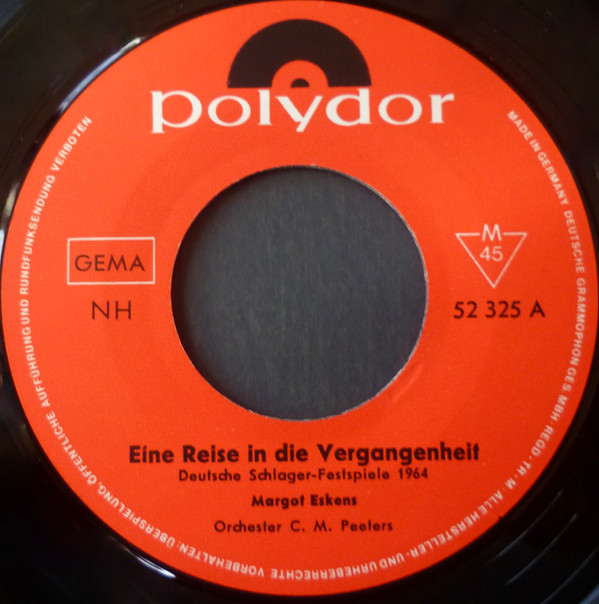 polydor
GEMA
NH
M
45
52 325 A
Eine Reise in die Vergangenheit
Deutsche Schlager-Festspiele 1964
Margot Eskens
Orchester C. M. Peeters
MADE IN GERMANY DEUTSCHE GRAMMOPHON GES MBH REGD · TR · M · ALLE HERSTELLER- UND URHEBERRECHTE VORBEHALTEN: ÜBERSPIELUNG, ÖFFENTLICHE AUFFÜHRUNG UND RUNDFUNKSENDUNG VERBOTEN